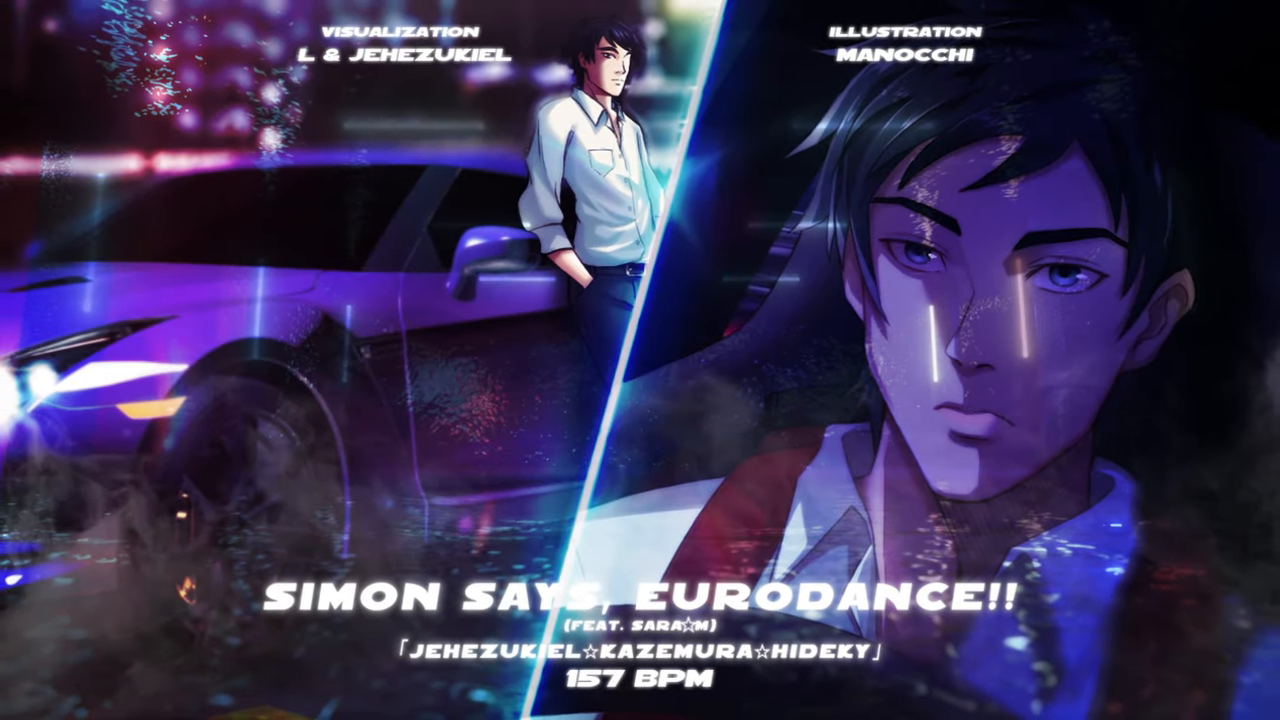 VISUALIZATION
L & JEHEZUKIEL
ILLUSTRATION
MANOCCHI
SIMON SAYS, EURODANCE!!
(FEAT. SARA☆M)
「JEHEZUKIEL☆KAZEMURA☆HIDEKY」
157 BPM